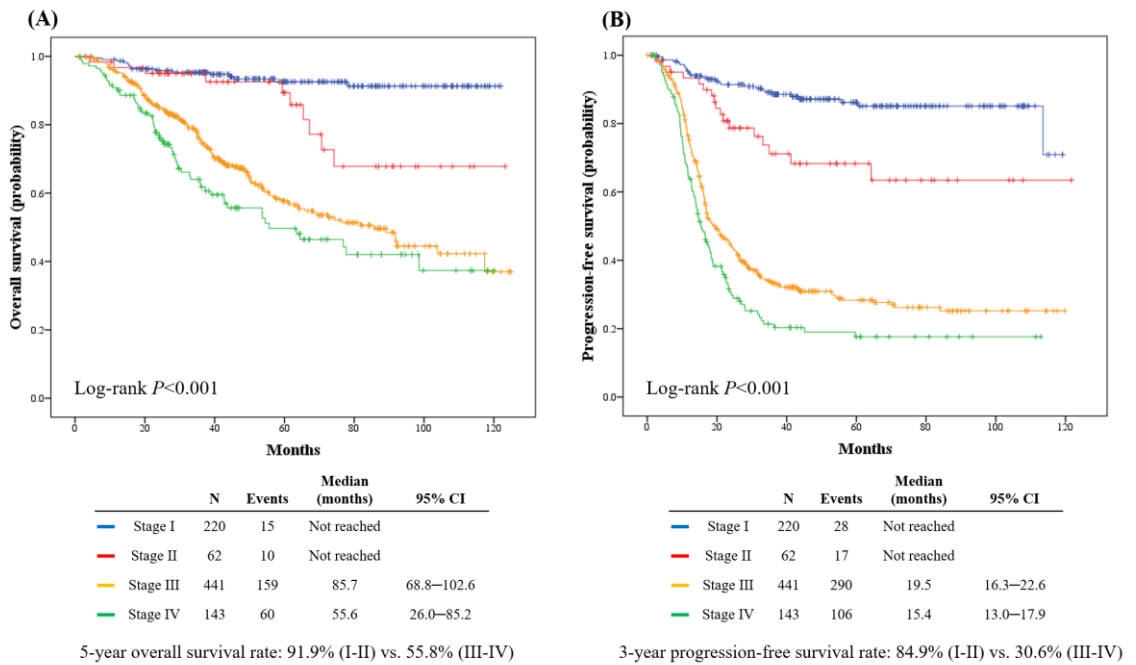 (A)
Overall survival (probability)
1.0
0.8
0.6
0.4
0.2
0.0
Log-rank P<0.001
0 20 40 60 80 100 120
Months
N Events Median (months) 95% CI
Stage I 220 15 Not reached
Stage II 62 10 Not reached
Stage III 441 159 85.7 68.8–102.6
Stage IV 143 60 55.6 26.0–85.2
5-year overall survival rate: 91.9% (I-II) vs. 55.8% (III-IV)
(B)
Progression-free survival (probability)
1.0
0.8
0.6
0.4
0.2
0.0
Log-rank P<0.001
0 20 40 60 80 100 120
Months
N Events Median (months) 95% CI
Stage I 220 28 Not reached
Stage II 62 17 Not reached
Stage III 441 290 19.5 16.3–22.6
Stage IV 143 106 15.4 13.0–17.9
3-year progression-free survival rate: 84.9% (I-II) vs. 30.6% (III-IV)